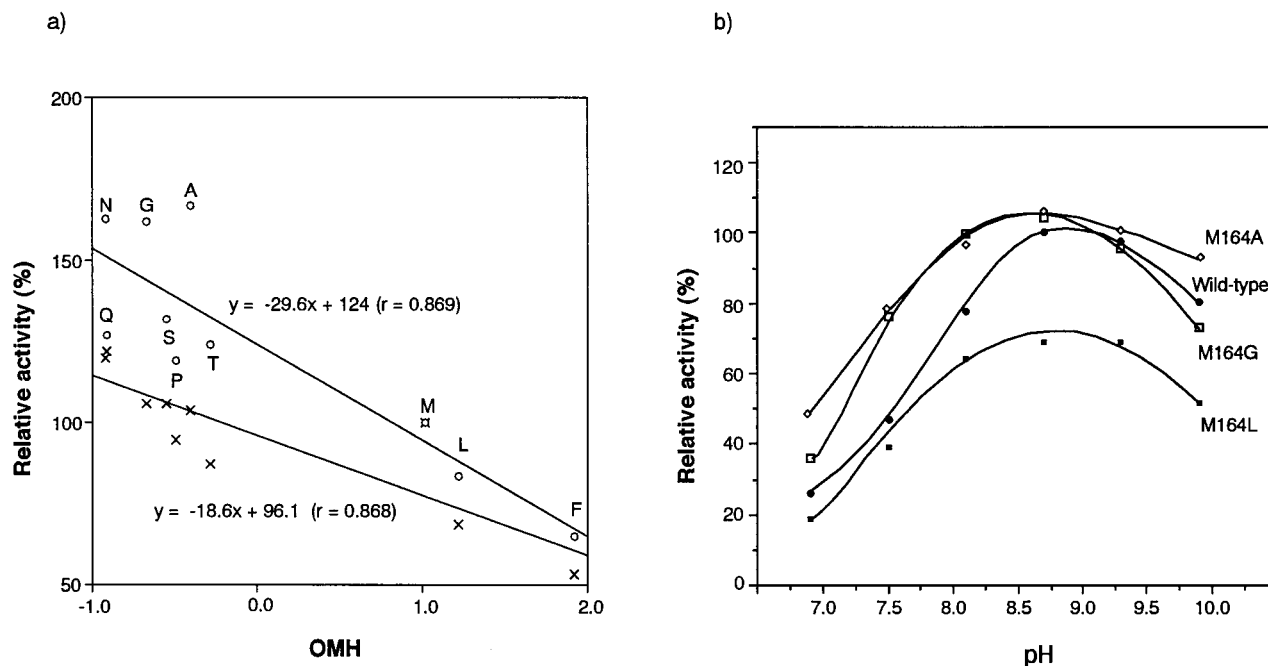 a)
200
150
100
50
Relative activity (%)
N
G
A
Q
S
P
T
M
L
F
y = -29.6x + 124 (r = 0.869)
y = -18.6x + 96.1 (r = 0.868)
-1.0
0.0
1.0
2.0
OMH
b)
120
100
80
60
40
20
0
Relative activity (%)
M164A
Wild-type
M164G
M164L
7.0
7.5
8.0
8.5
9.0
9.5
10.0
pH